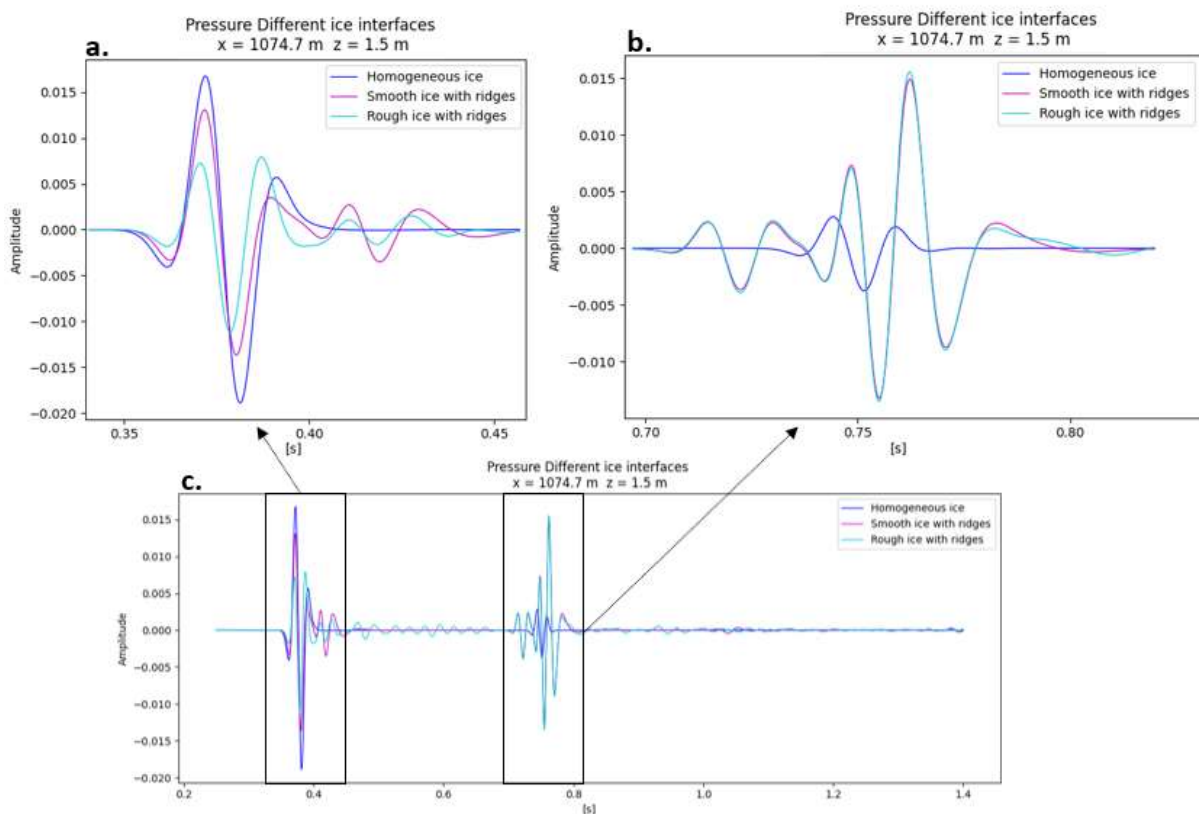 a.
Pressure Different ice interfaces
x = 1074.7 m z = 1.5 m
Homogeneous ice
Smooth ice with ridges
Rough ice with ridges
Amplitude
0.015
0.010
0.005
0.000
−0.005
−0.010
−0.015
−0.020
0.35
0.40
0.45
[s]
b.
Pressure Different ice interfaces
x = 1074.7 m z = 1.5 m
Homogeneous ice
Smooth ice with ridges
Rough ice with ridges
Amplitude
0.015
0.010
0.005
0.000
−0.005
−0.010
0.70
0.75
0.80
[s]
c.
Pressure Different ice interfaces
x = 1074.7 m z = 1.5 m
Homogeneous ice
Smooth ice with ridges
Rough ice with ridges
Amplitude
0.015
0.010
0.005
0.000
−0.005
−0.010
−0.015
−0.020
0.2
0.4
0.6
0.8
1.0
1.2
1.4
[s]